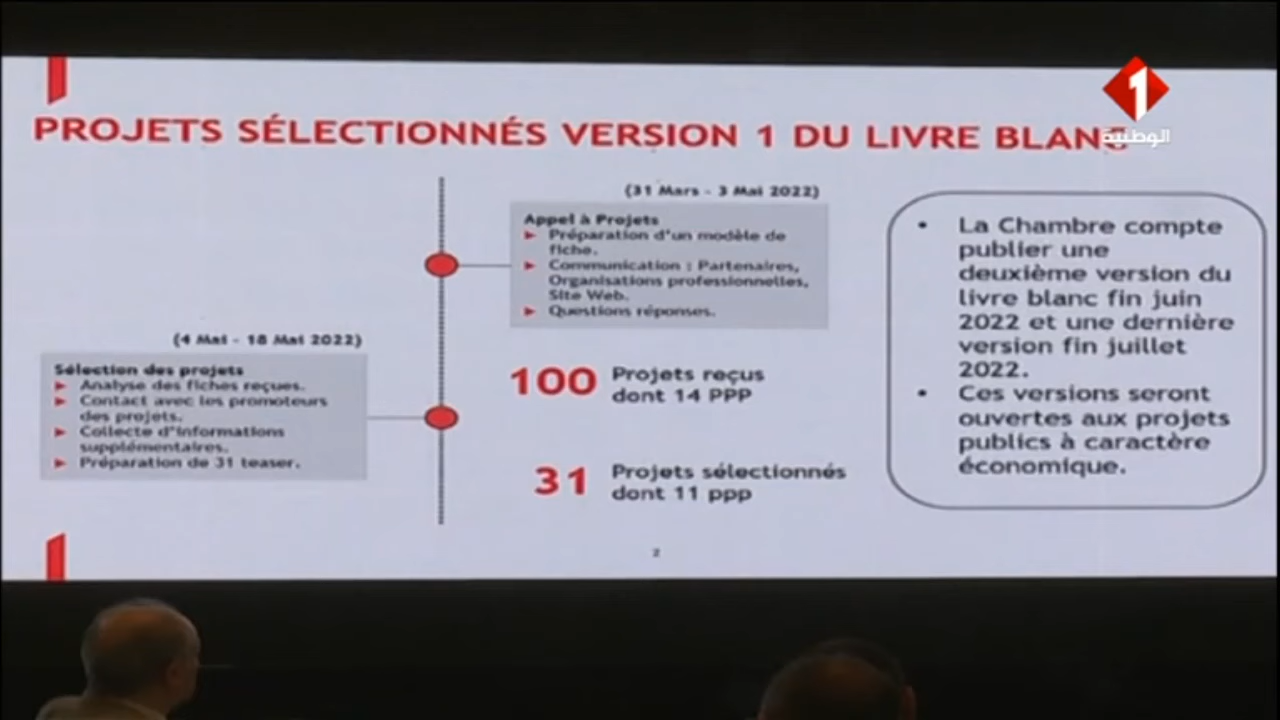 1
الوطنية
PROJETS SÉLECTIONNÉS VERSION 1 DU LIVRE BLANC
(31 Mars - 3 Mai 2022)
Appel à Projets
► Préparation d'un modèle de
fiche.
► Communication : Partenaires,
Organisations professionnelles,
Site Web.
► Questions réponses.
(4 Mai - 18 Mai 2022)
Sélection des projets
► Analyse des fiches reçues.
► Contact avec les promoteurs
des projets.
► Collecte d'informations
supplémentaires.
► Préparation de 31 teaser.
100 Projets reçus
dont 14 PPP
31 Projets sélectionnés
dont 11 ppp
• La Chambre compte
publier une
deuxième version du
livre blanc fin juin
2022 et une dernière
version fin juillet
2022.
• Ces versions seront
ouvertes aux projets
publics à caractère
économique.
2